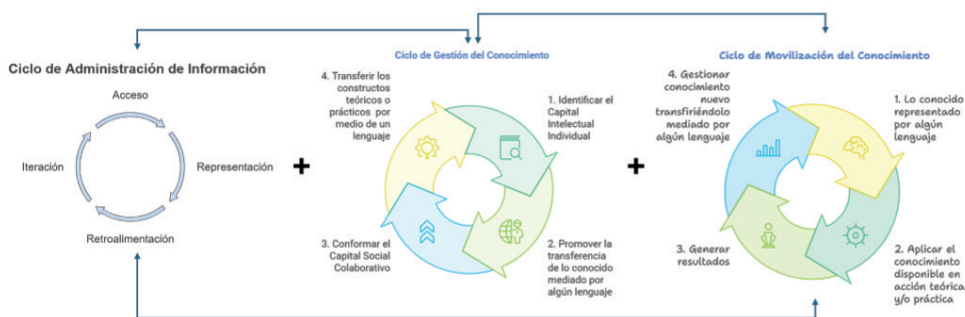 Ciclo de Administración de Información
Acceso
Representación
Retroalimentación
Iteración
+
Ciclo de Gestión del Conocimiento
1. Identificar el
Capital
Intelectual
Individual
2. Promover la
transferencia
de lo conocido
mediado por
algún lenguaje
3. Conformar el
Capital Social
Colaborativo
4. Transferir los
constructos
teóricos o
prácticos por
medio de un
lenguaje
+
Ciclo de Movilización del Conocimiento
1. Lo conocido
representado
por algún
lenguaje
2. Aplicar el
conocimiento
disponible en
acción teórica
y/o práctica
3. Generar
resultados
4. Gestionar
conocimiento
nuevo
transfiriéndolo
mediado por
algún lenguaje